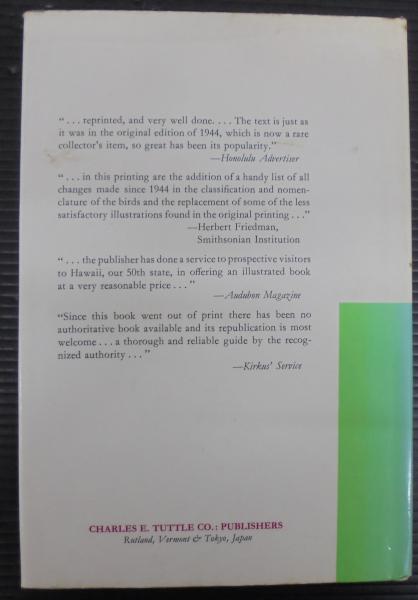 “ . . . reprinted, and very well done. . . . The text is just as
it was in the original edition of 1944, which is now a rare
collector's item, so great has been its popularity.”
—Honolulu Advertiser
“ . . . in this printing are the addition of a handy list of all
changes made since 1944 in the classification and nomen-
clature of the birds and the replacement of some of the less
satisfactory illustrations found in the original printing . . .”
—Herbert Friedman,
Smithsonian Institution
“ . . . the publisher has done a service to prospective visitors
to Hawaii, our 50th state, in offering an illustrated book
at a very reasonable price . . . ”
—Audubon Magazine
“Since this book went out of print there has been no
authoritative book available and its republication is most
welcome . . . a thorough and reliable guide by the recog-
nized authority . . . ”
—Kirkus' Service
CHARLES E. TUTTLE CO.: PUBLISHERS
Rutland, Vermont & Tokyo, Japan